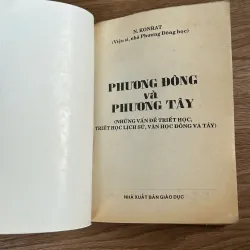 N. KONRAT
(Viện sĩ, nhà Phương Đông học)
PHƯƠNG ĐÔNG
và
PHƯƠNG TÂY
(NHỮNG VẤN ĐỀ TRIẾT HỌC,
TRIẾT HỌC LỊCH SỬ, VĂN HỌC ĐÔNG VÀ TÂY)
NHÀ XUẤT BẢN GIÁO DỤC